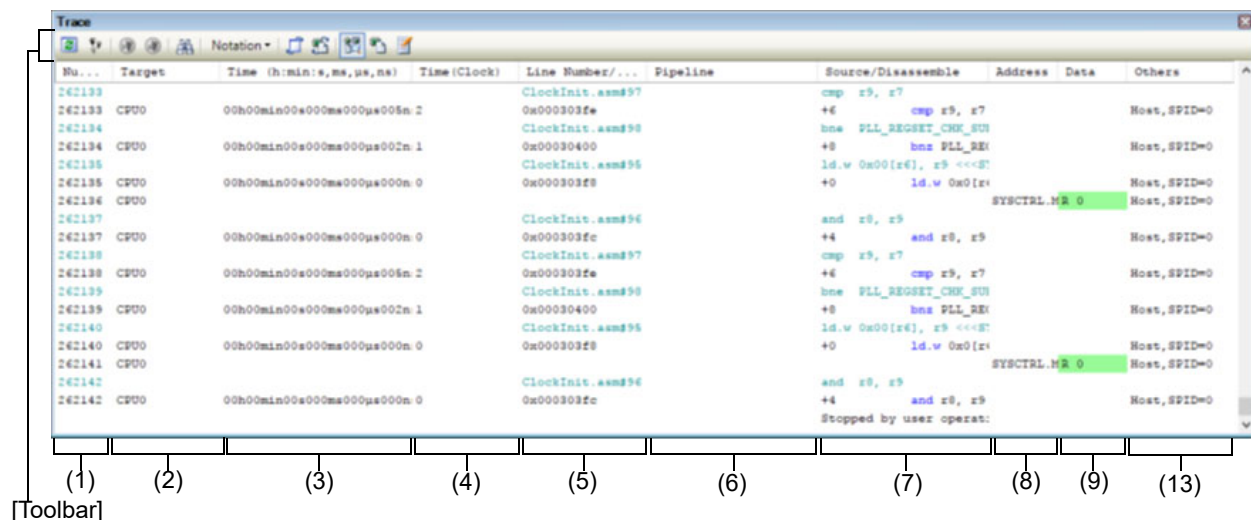 Trace
Notation
Nu... Target Time (h:min:s,ms,µs,ns) Time(Clock) Line Number/... Pipeline Source/Disassemble Address Data Others
262133 ClockInit.asm#97 cmp r9, r7
262133 CPU0 00h00min00s000ms000µs005n: 2 0x000303fe +6 cmp r9, r7 Host,SPID=0
262134 ClockInit.asm#98 bne PLL_REGSET_CHK_SUI
262134 CPU0 00h00min00s000ms000µs002n: 1 0x00030400 +8 bnz PLL_RE( Host,SPID=0
262135 ClockInit.asm#95 ld.w 0x00[r6], r9 <<<S
262135 CPU0 00h00min00s000ms000µs000n: 0 0x000303f8 +0 ld.w 0x0[r Host,SPID=0
262136 CPU0 SYSCTRL.M R 0 Host,SPID=0
262137 ClockInit.asm#96 and r8, r9
262137 CPU0 00h00min00s000ms000µs000n: 0 0x000303fc +4 and r8, r9 Host,SPID=0
262138 ClockInit.asm#97 cmp r9, r7
262138 CPU0 00h00min00s000ms000µs005n: 2 0x000303fe +6 cmp r9, r7 Host,SPID=0
262139 ClockInit.asm#98 bne PLL_REGSET_CHK_SUI
262139 CPU0 00h00min00s000ms000µs002n: 1 0x00030400 +8 bnz PLL_RE( Host,SPID=0
262140 ClockInit.asm#95 ld.w 0x00[r6], r9 <<<S
262140 CPU0 00h00min00s000ms000µs000n: 0 0x000303f8 +0 ld.w 0x0[r Host,SPID=0
262141 CPU0 SYSCTRL.M R 0 Host,SPID=0
262142 ClockInit.asm#96 and r8, r9
262142 CPU0 00h00min00s000ms000µs000n: 0 0x000303fc +4 and r8, r9 Host,SPID=0
Stopped by user operat:
(1) (2) (3) (4) (5) (6) (7) (8) (9) (13)
[Toolbar]